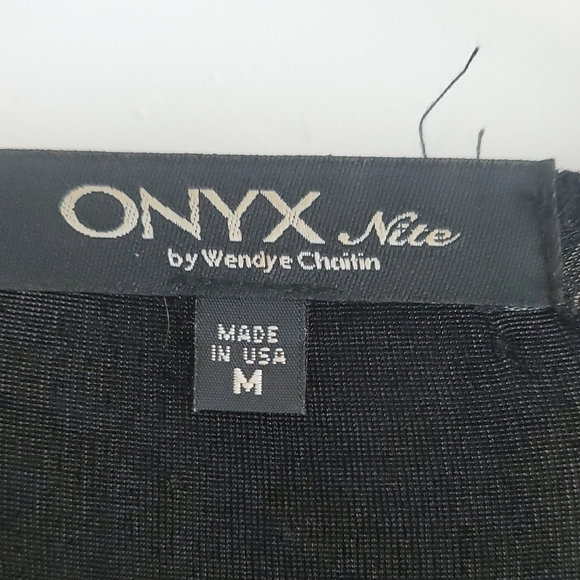 ONYX Nite
by Wendye Chaitin
MADE
IN USA
M